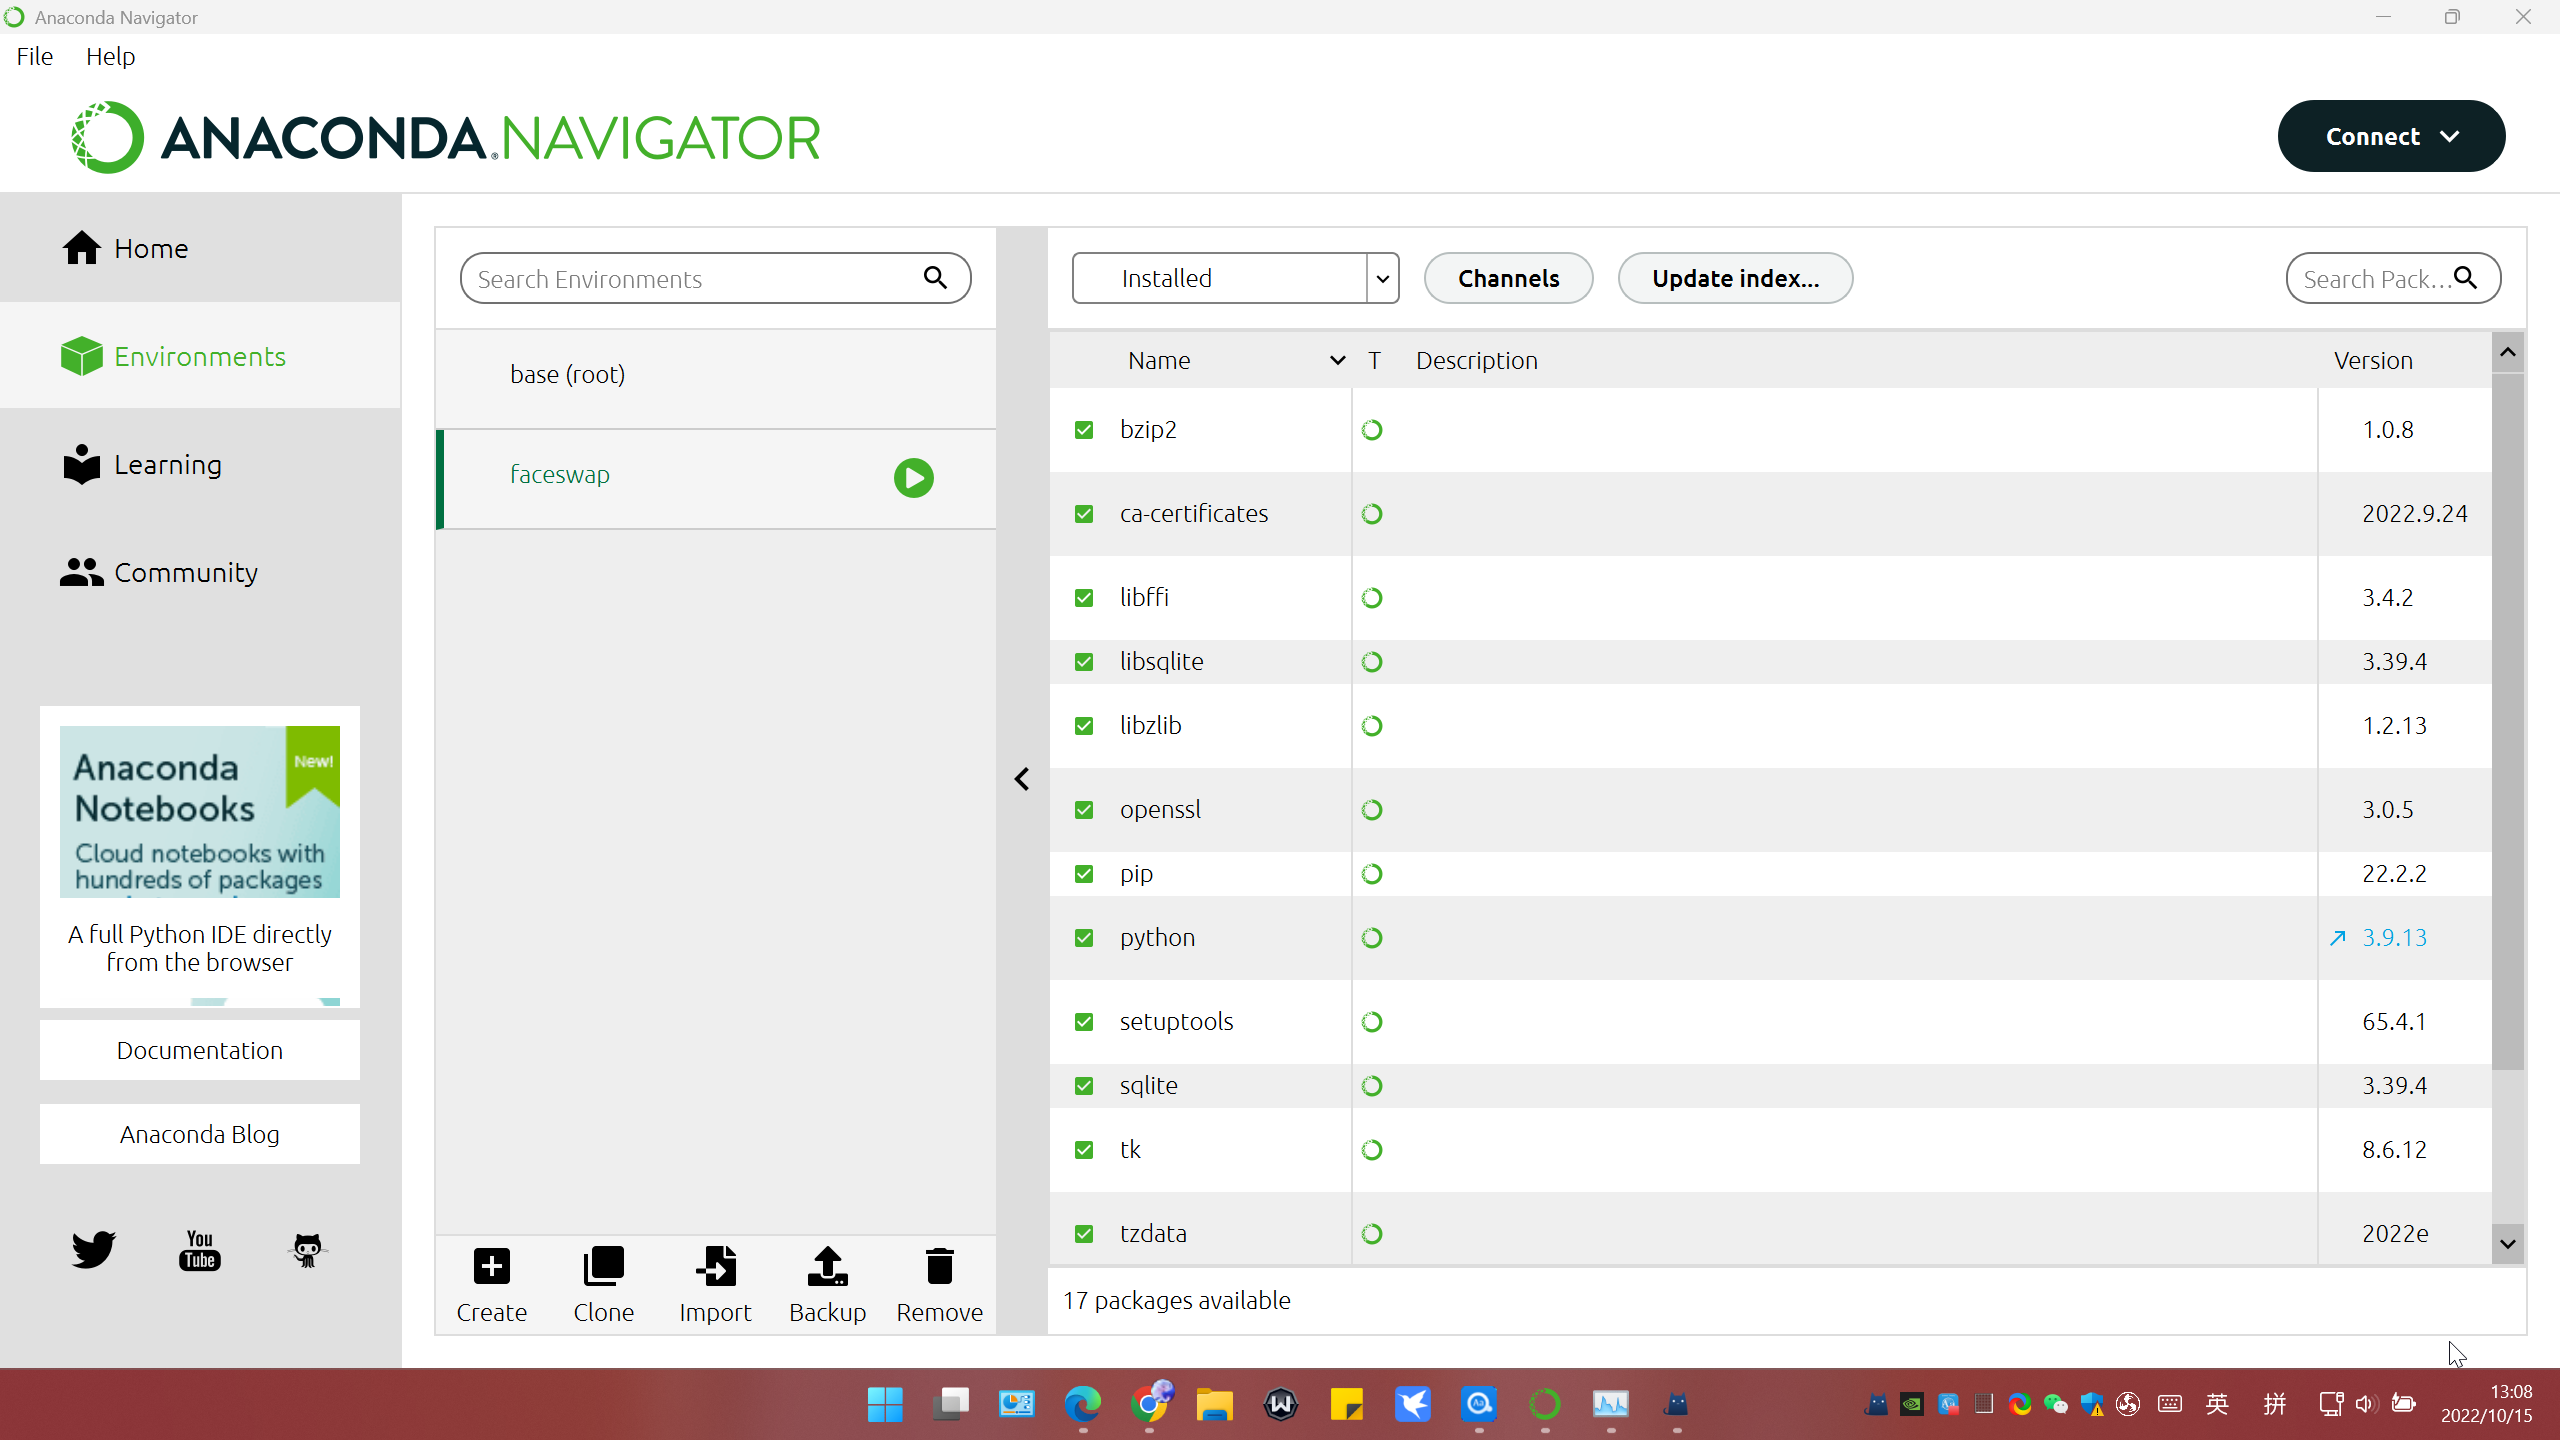 Anaconda Navigator
File Help
ANACONDA.NAVIGATOR
Connect
Home
Environments
Learning
Community
Anaconda
Notebooks
New!
Cloud notebooks with
hundreds of packages
A full Python IDE directly
from the browser
Documentation
Anaconda Blog
You
Tube
Search Environments
base (root)
faceswap
Create Clone Import Backup Remove
Installed Channels Update index... Search Pack...
Name T Description Version
bzip2 1.0.8
ca-certificates 2022.9.24
libffi 3.4.2
libsqlite 3.39.4
libzlib 1.2.13
openssl 3.0.5
pip 22.2.2
python 3.9.13
setuptools 65.4.1
sqlite 3.39.4
tk 8.6.12
tzdata 2022e
17 packages available
英 拼
13:08
2022/10/15